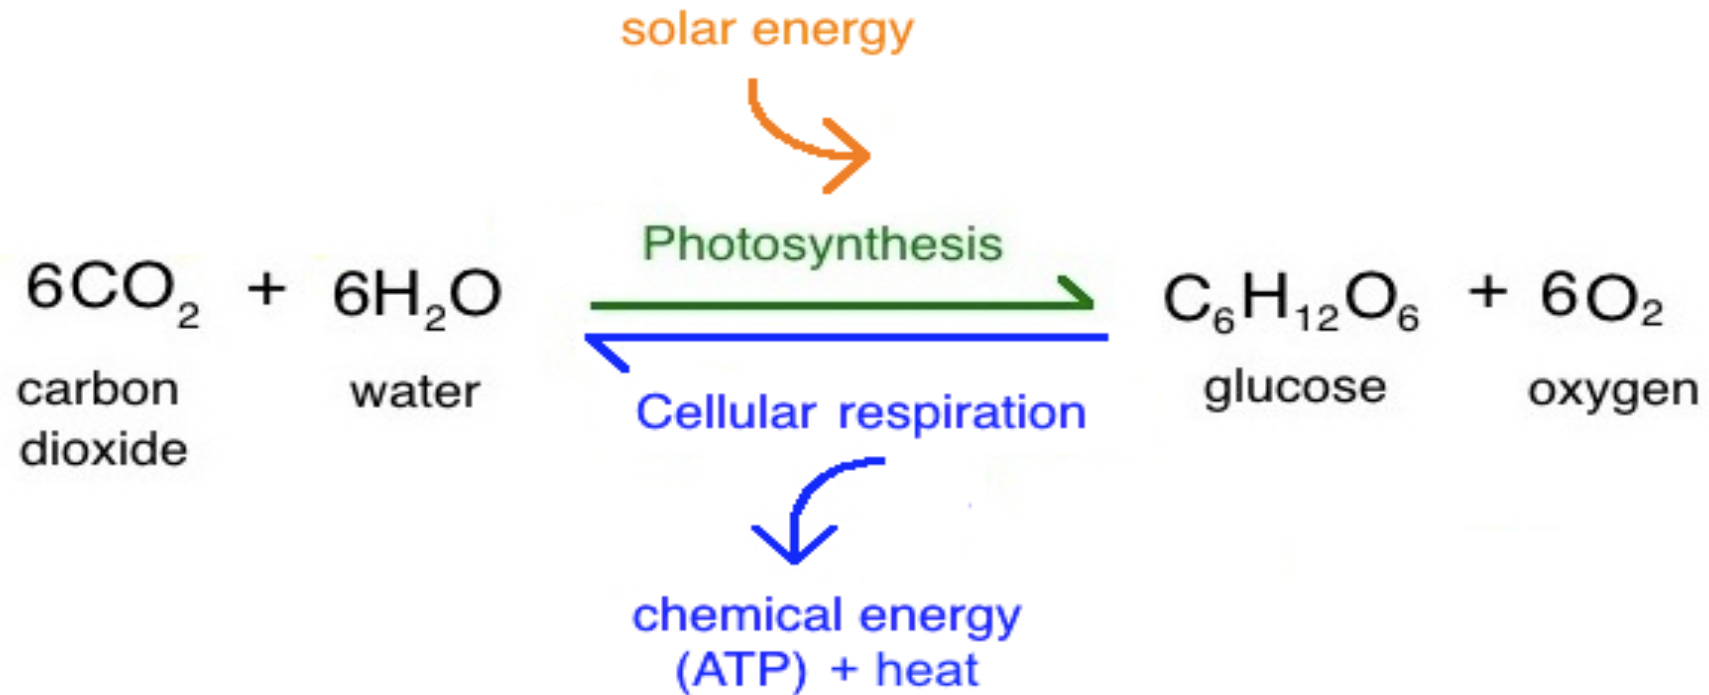 solar energy
Photosynthesis
6CO₂ + 6H₂O C₆H₁₂O₆ + 6O₂
carbon dioxide water glucose oxygen
Cellular respiration
chemical energy
(ATP) + heat